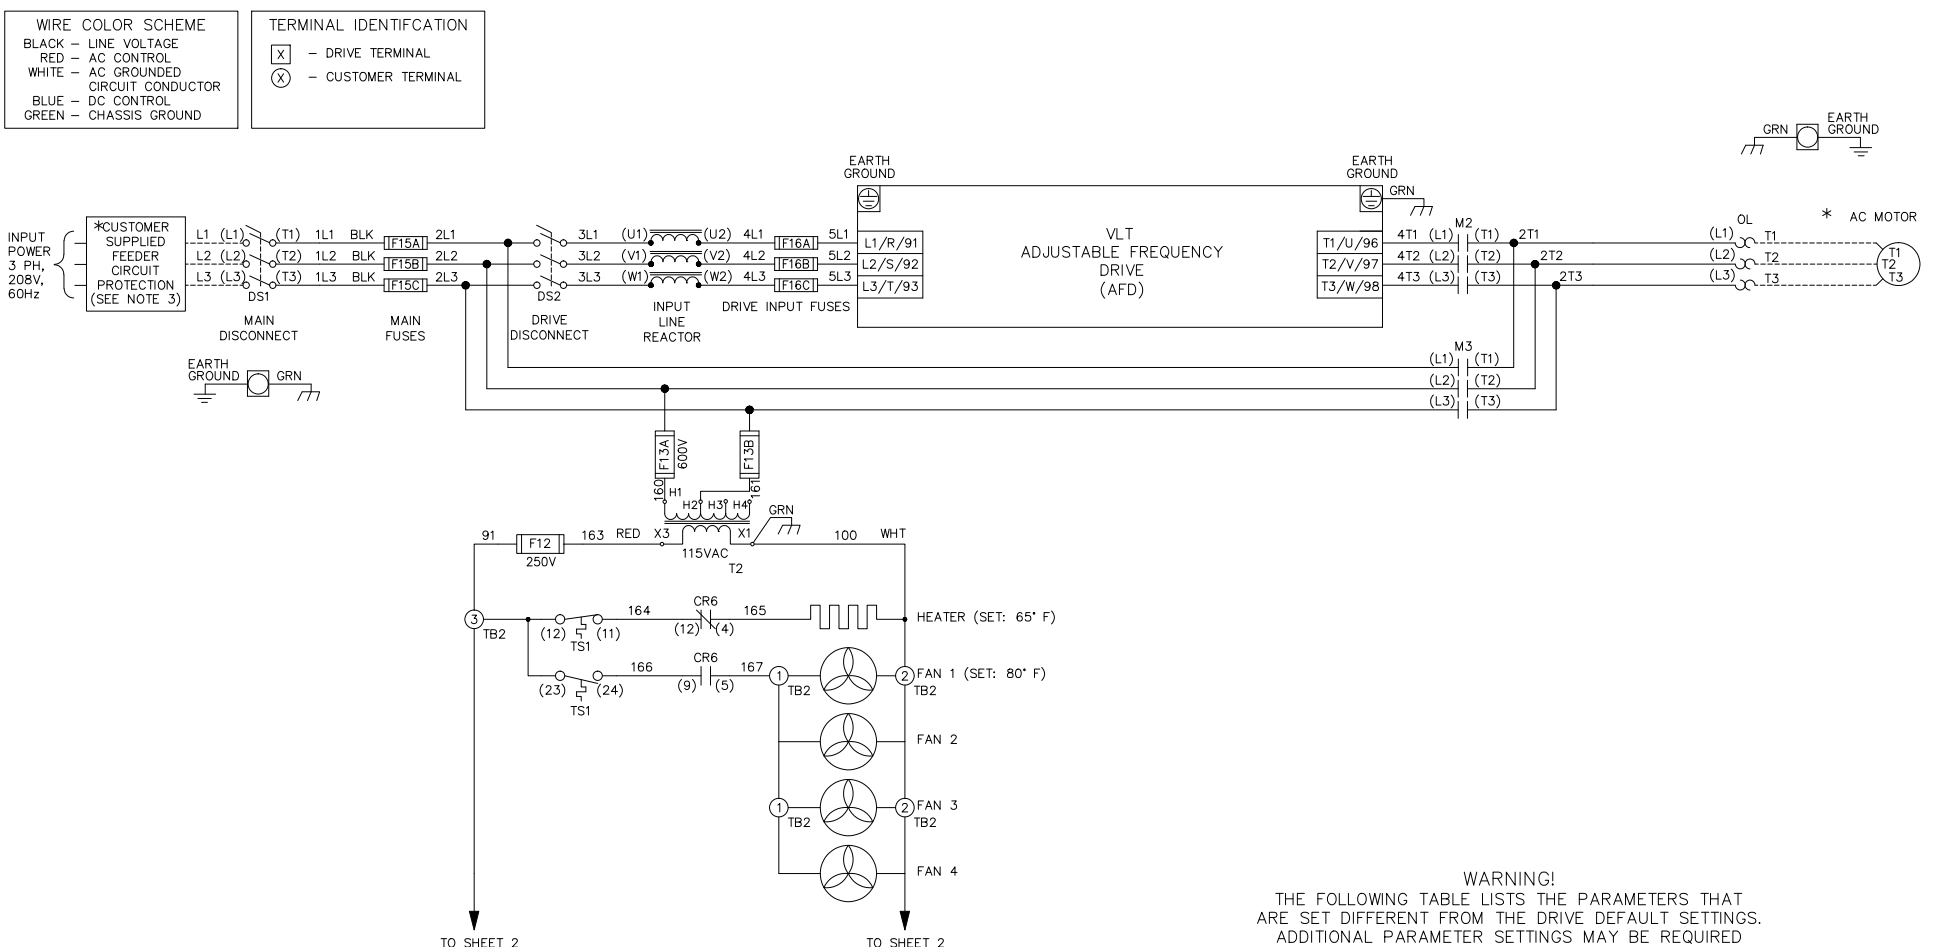 WIRE COLOR SCHEME
BLACK – LINE VOLTAGE
RED – AC CONTROL
WHITE – AC GROUNDED
CIRCUIT CONDUCTOR
BLUE – DC CONTROL
GREEN – CHASSIS GROUND
TERMINAL IDENTIFCATION
X – DRIVE TERMINAL
X – CUSTOMER TERMINAL
GRN
EARTH
GROUND
INPUT
POWER
3 PH,
208V,
60Hz
*CUSTOMER
SUPPLIED
FEEDER
CIRCUIT
PROTECTION
(SEE NOTE 3)
L1 (L1) (T1) 1L1 BLK F15A 2L1
L2 (L2) (T2) 1L2 BLK F15B 2L2
L3 (L3) (T3) 1L3 BLK F15C 2L3
DS1
MAIN
DISCONNECT
MAIN
FUSES
3L1 (U1) (U2) 4L1 F16A 5L1
3L2 (V1) (V2) 4L2 F16B 5L2
3L3 (W1) (W2) 4L3 F16C 5L3
DS2
DRIVE
DISCONNECT
INPUT
LINE
REACTOR
DRIVE INPUT FUSES
EARTH
GROUND
L1/R/91
L2/S/92
L3/T/93
VLT
ADJUSTABLE FREQUENCY
DRIVE
(AFD)
EARTH
GROUND
GRN
T1/U/96
T2/V/97
T3/W/98
M2
4T1 (L1) (T1) 2T1
4T2 (L2) (T2) 2T2
4T3 (L3) (T3) 2T3
OL
(L1) T1
(L2) T2
(L3) T3
* AC MOTOR
T1
T2
T3
M3
(L1) (T1)
(L2) (T2)
(L3) (T3)
EARTH
GROUND
GRN
F13A
600V
F13B
160
161
H1
H2 H3 H4
GRN
91 F12 163 RED X3 X1 100 WHT
250V
115VAC
T2
3
TB2
164 CR6 165
(12) (11) (12) (4)
TS1
HEATER (SET: 65° F)
166 CR6 167
(23) (24) (9) (5)
TS1
1
TB2
2
TB2
FAN 1 (SET: 80° F)
FAN 2
1
TB2
2
TB2
FAN 3
FAN 4
TO SHEET 2
TO SHEET 2
WARNING!
THE FOLLOWING TABLE LISTS THE PARAMETERS THAT
ARE SET DIFFERENT FROM THE DRIVE DEFAULT SETTINGS.
ADDITIONAL PARAMETER SETTINGS MAY BE REQUIRED